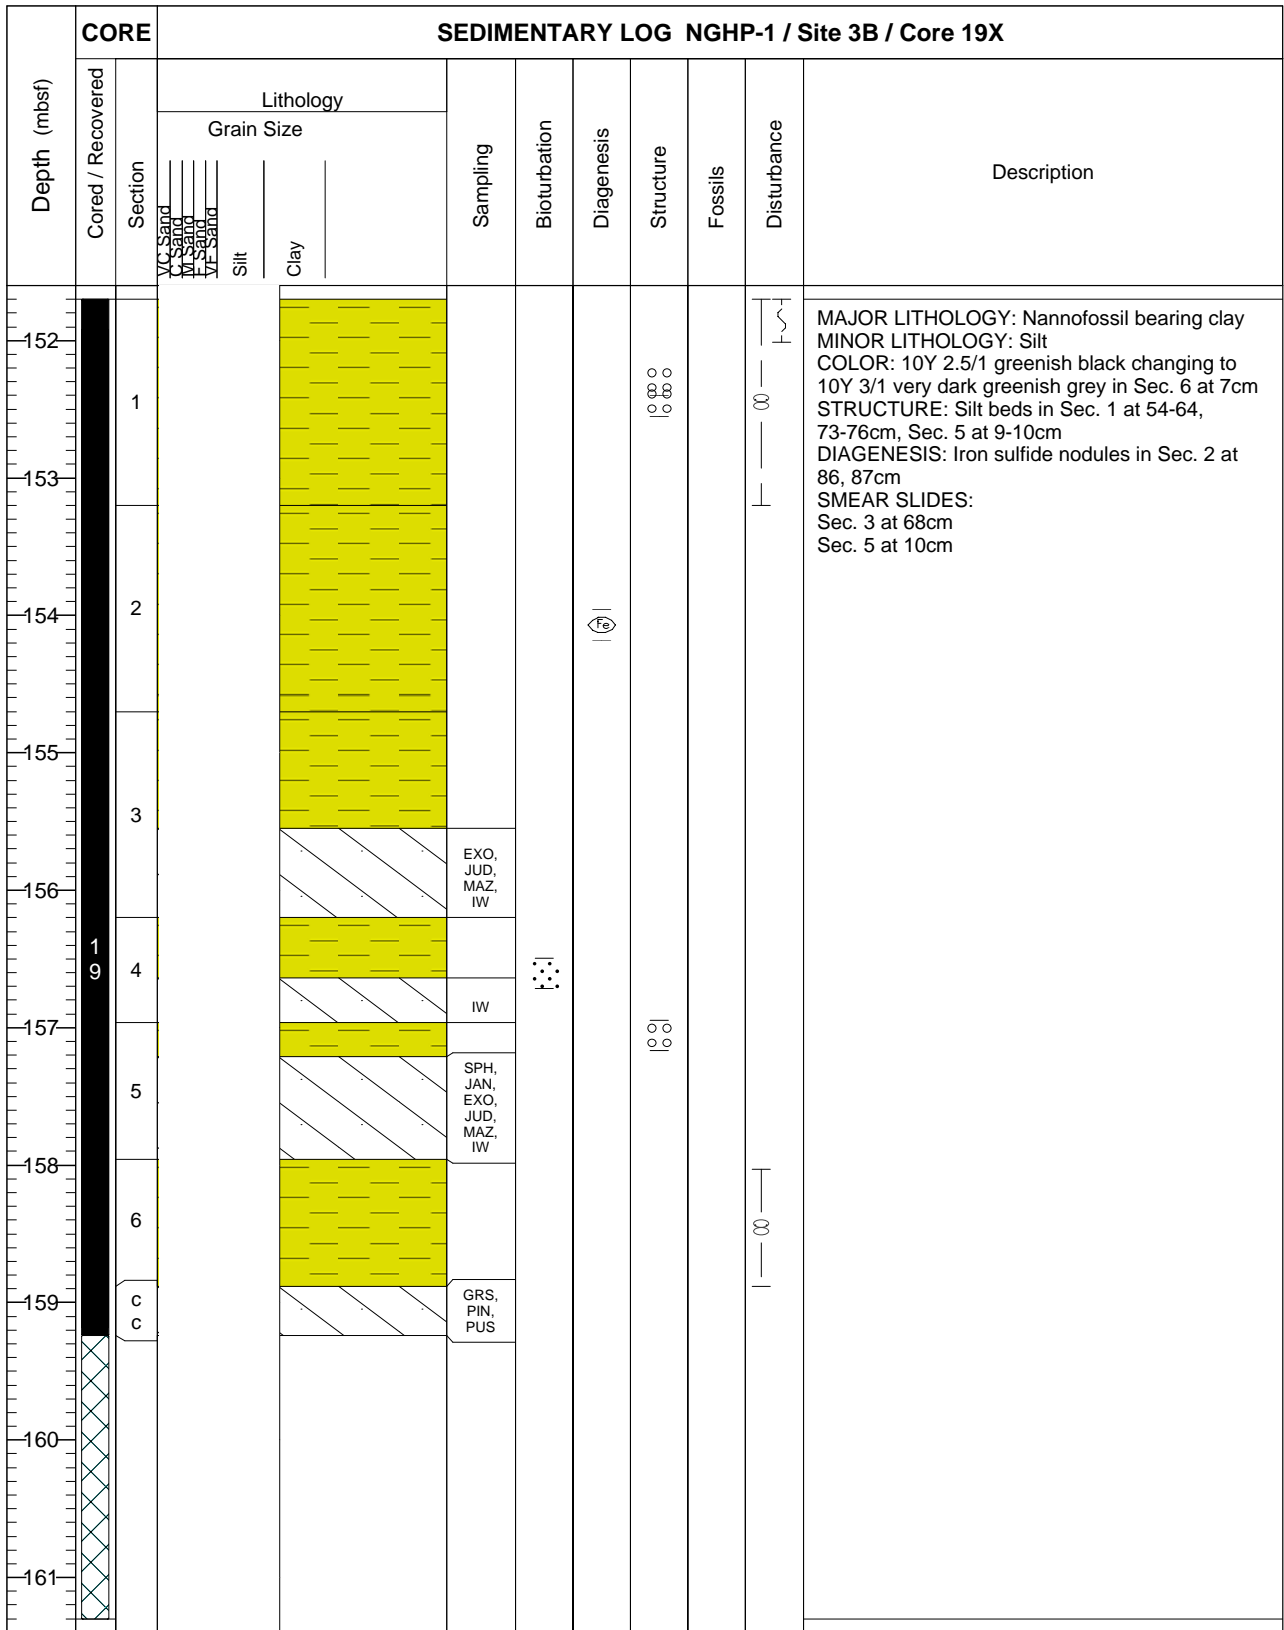 CORE
SEDIMENTARY LOG NGHP-1 / Site 3B / Core 19X
Depth (mbsf)
Cored / Recovered
Section
Lithology
Grain Size
VC Sand
C Sand
M Sand
F Sand
VF Sand
Silt
Clay
Sampling
Bioturbation
Diagenesis
Structure
Fossils
Disturbance
Description
152
153
154
155
156
157
158
159
160
161
1
9
1
2
3
4
5
6
c
c
EXO,
JUD,
MAZ,
IW
IW
SPH,
JAN,
EXO,
JUD,
MAZ,
IW
GRS,
PIN,
PUS
Fe
MAJOR LITHOLOGY: Nannofossil bearing clay
MINOR LITHOLOGY: Silt
COLOR: 10Y 2.5/1 greenish black changing to
10Y 3/1 very dark greenish grey in Sec. 6 at 7cm
STRUCTURE: Silt beds in Sec. 1 at 54-64,
73-76cm, Sec. 5 at 9-10cm
DIAGENESIS: Iron sulfide nodules in Sec. 2 at
86, 87cm
SMEAR SLIDES:
Sec. 3 at 68cm
Sec. 5 at 10cm